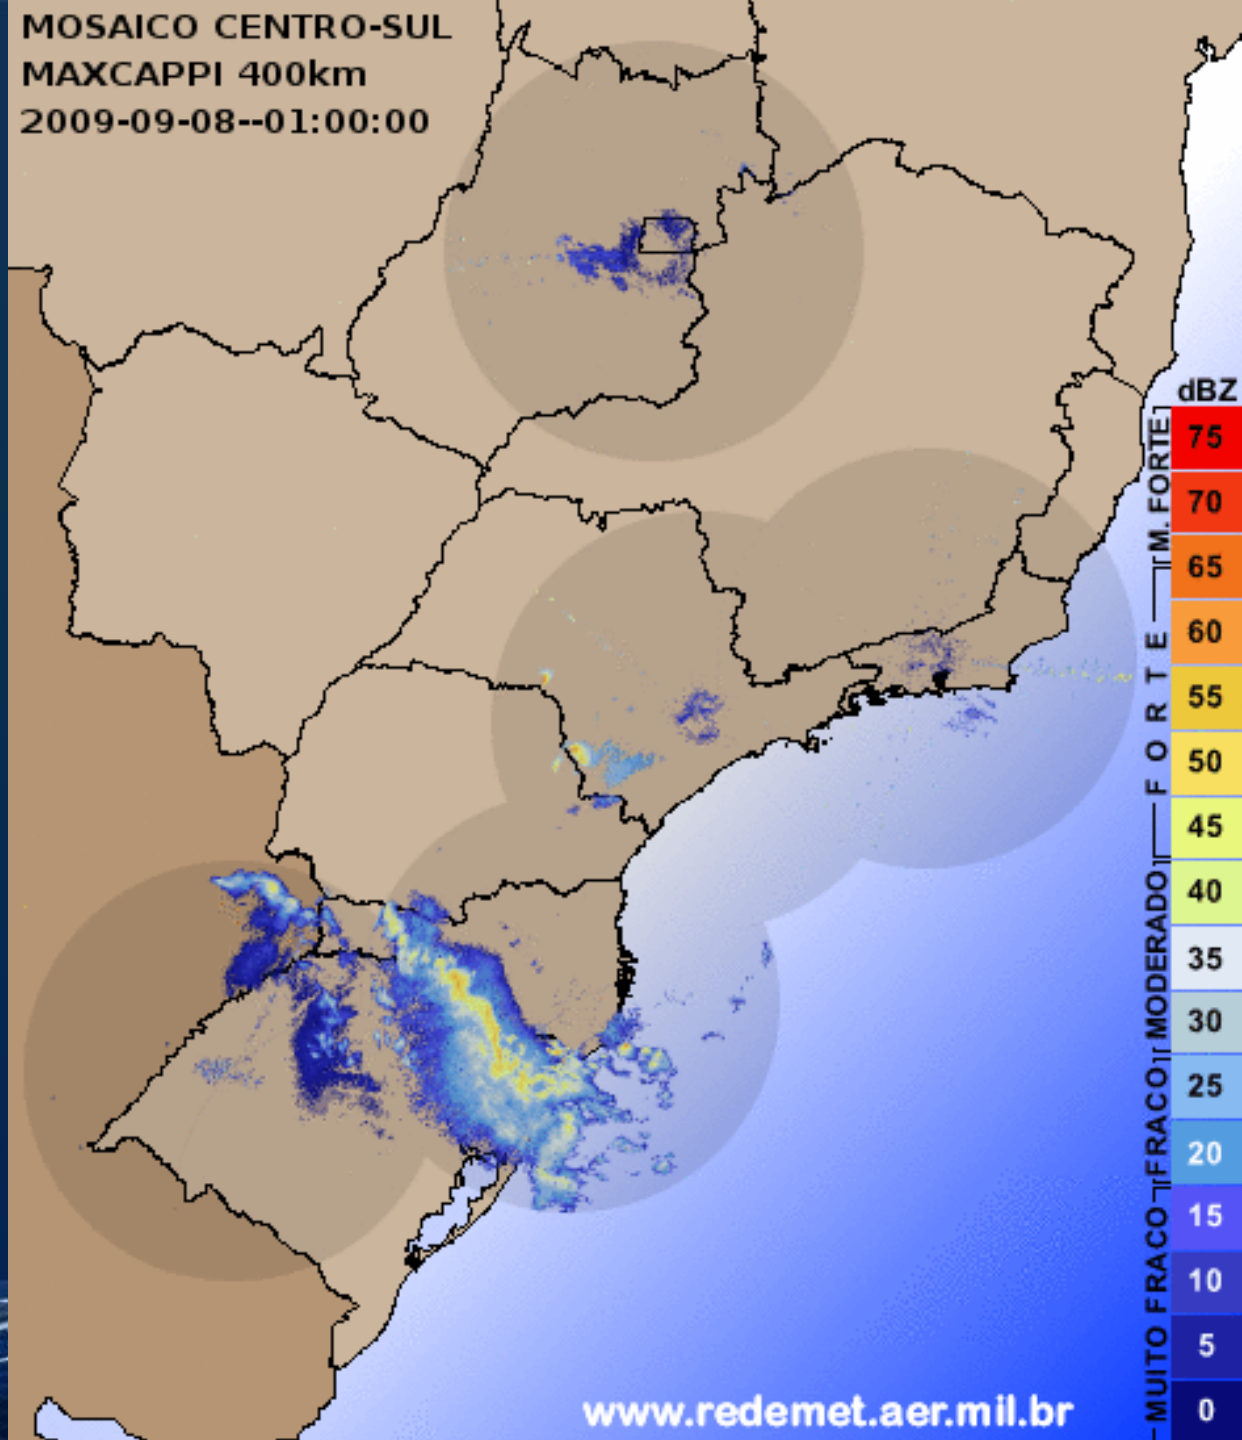 MOSAICO CENTRO-SUL
MAXCAPPI 400km
2009-09-08--01:00:00
dBZ
75
70
65
60
55
50
45
40
35
30
25
20
15
10
5
0
M. FORTE
FORTE
MODERADO
FRACO
MUITO FRACO
www.redemet.aer.mil.br